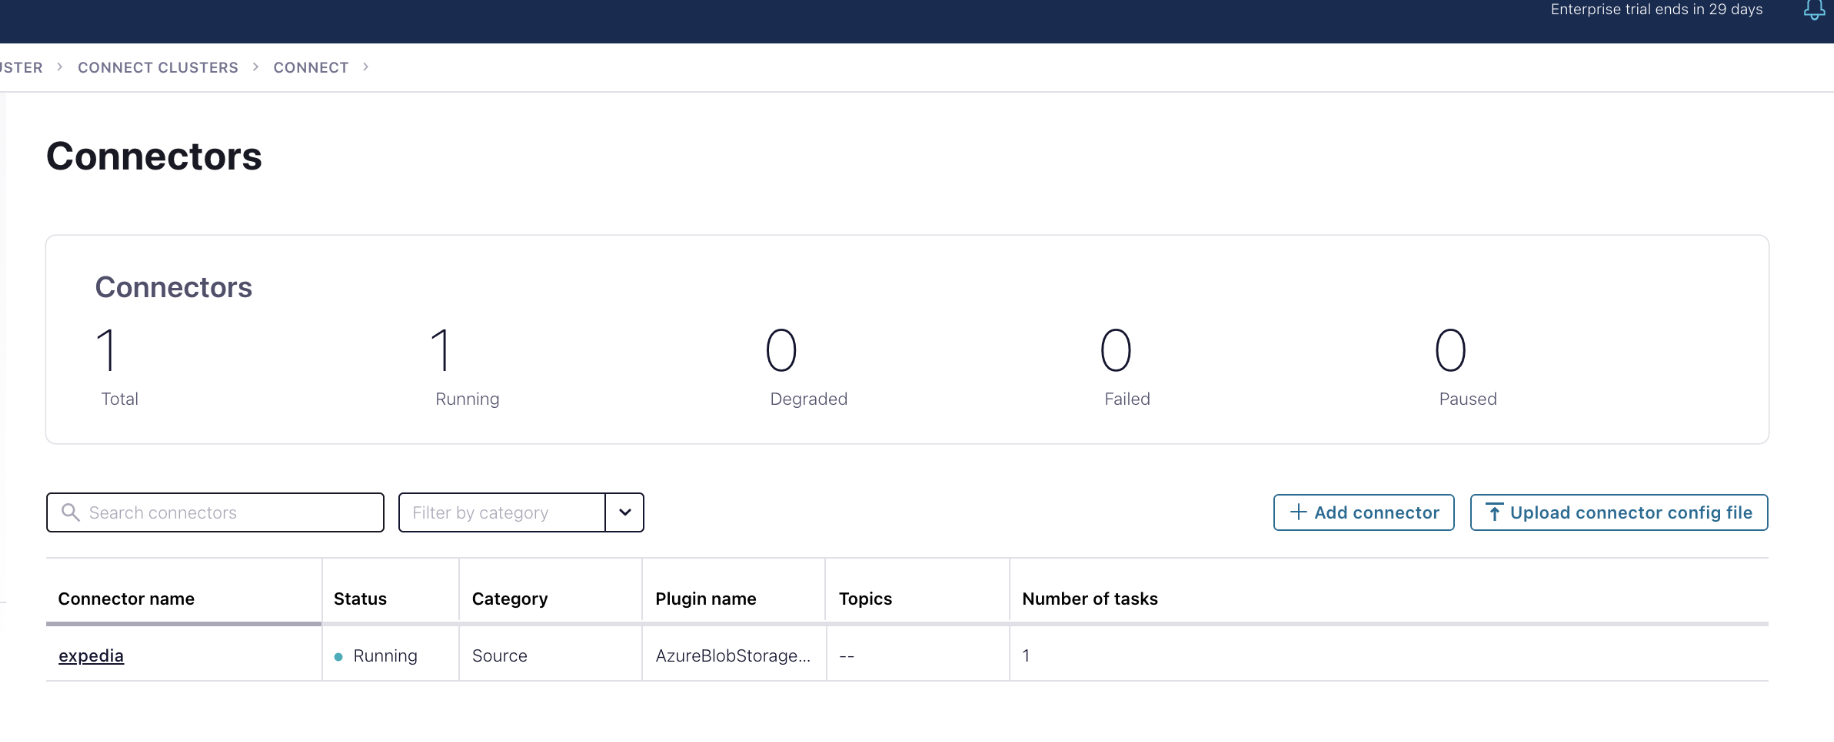 Enterprise trial ends in 29 days
USTER > CONNECT CLUSTERS > CONNECT >
Connectors
Connectors
1 1 0 0 0
Total Running Degraded Failed Paused
Search connectors Filter by category + Add connector Upload connector config file
Connector name Status Category Plugin name Topics Number of tasks
expedia Running Source AzureBlobStorage... -- 1